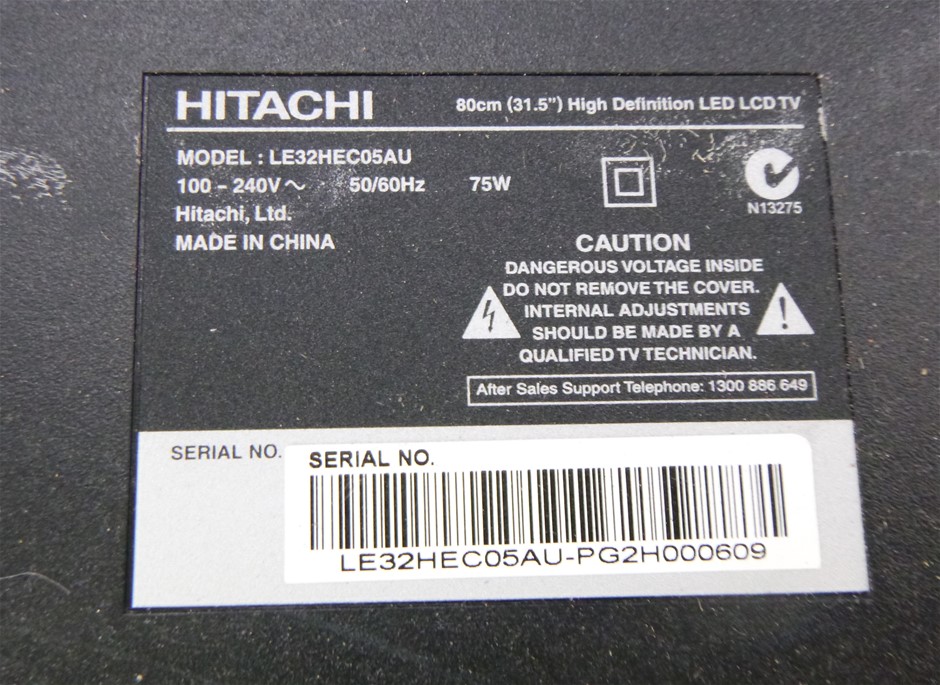 HITACHI
80cm (31.5") High Definition LED LCD TV
MODEL : LE32HEC05AU
100 - 240V～ 50/60Hz 75W
Hitachi, Ltd.
MADE IN CHINA
N13275
CAUTION
DANGEROUS VOLTAGE INSIDE
DO NOT REMOVE THE COVER.
INTERNAL ADJUSTMENTS
SHOULD BE MADE BY A
QUALIFIED TV TECHNICIAN.
After Sales Support Telephone: 1300 886 649
SERIAL NO.
SERIAL NO.
LE32HEC05AU-PG2H000609